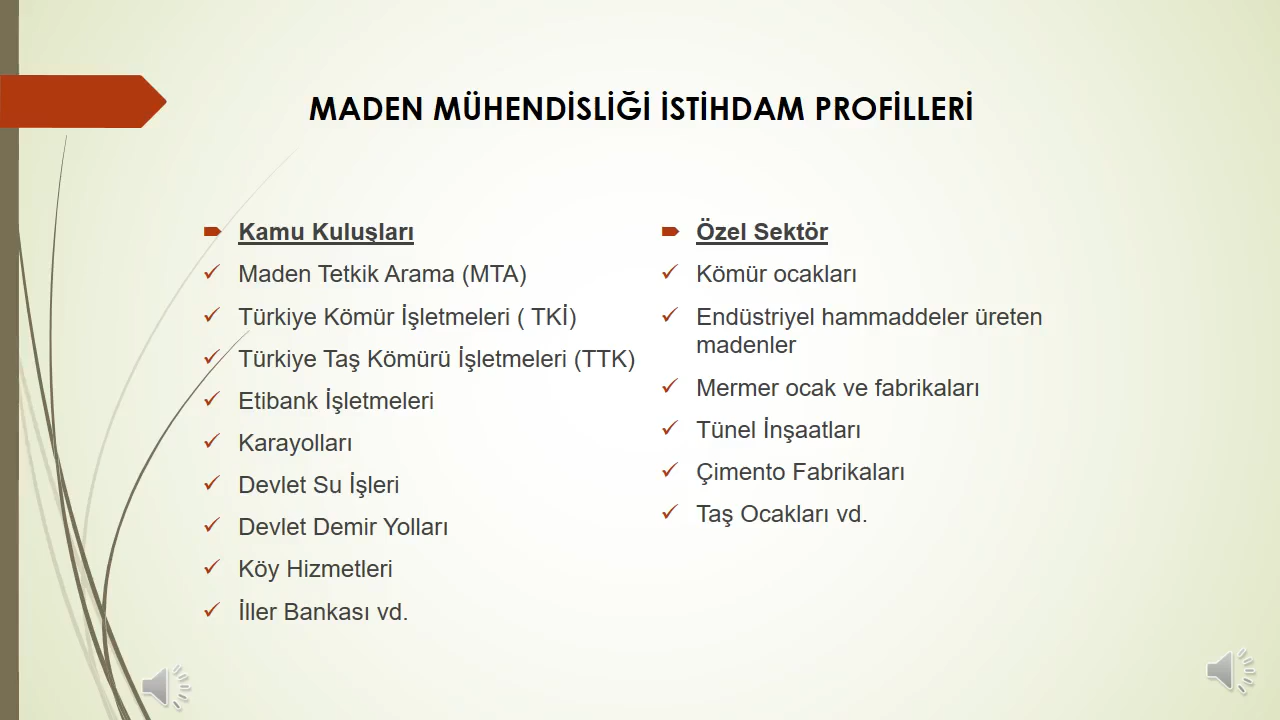 MADEN MÜHENDİSLİĞİ İSTİHDAM PROFİLLERİ
Kamu Kuluşları
Maden Tetkik Arama (MTA)
Türkiye Kömür İşletmeleri ( TKİ)
Türkiye Taş Kömürü İşletmeleri (TTK)
Etibank İşletmeleri
Karayolları
Devlet Su İşleri
Devlet Demir Yolları
Köy Hizmetleri
İller Bankası vd.
Özel Sektör
Kömür ocakları
Endüstriyel hammaddeler üreten
madenler
Mermer ocak ve fabrikaları
Tünel İnşaatları
Çimento Fabrikaları
Taş Ocakları vd.